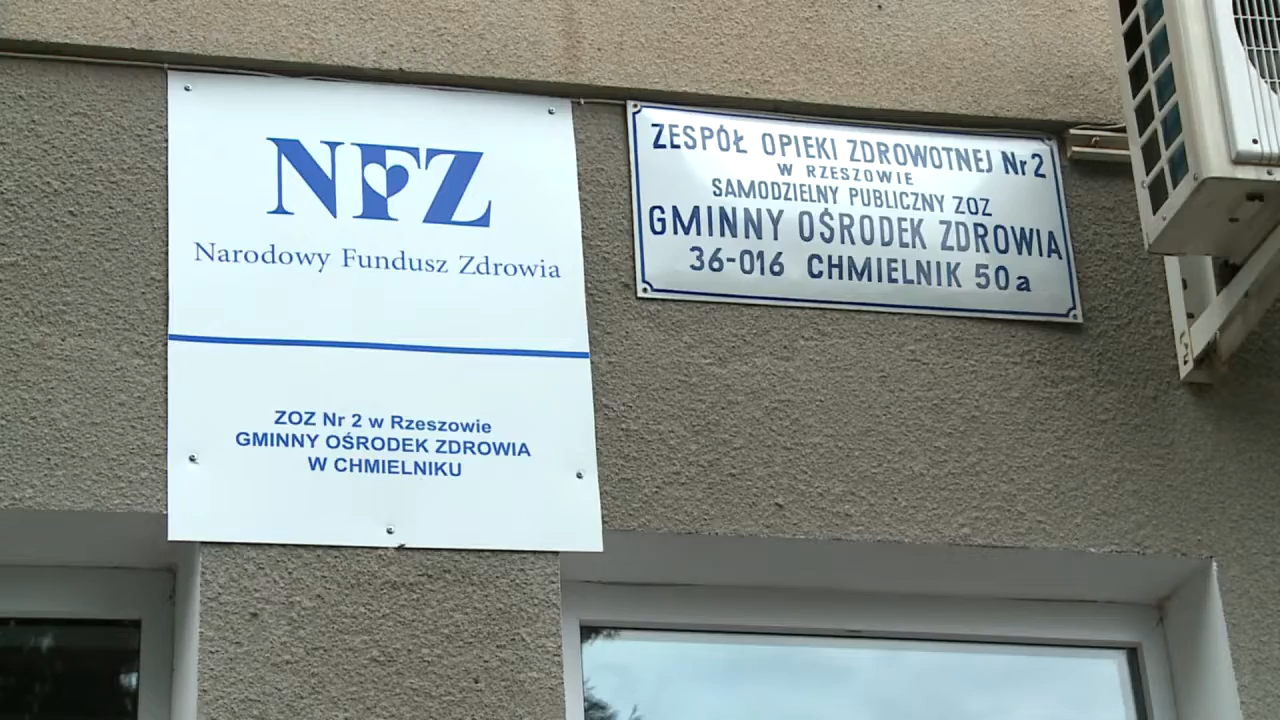 NFZ
Narodowy Fundusz Zdrowia
ZOZ Nr 2 w Rzeszowie
GMINNY OŚRODEK ZDROWIA
W CHMIELNIKU
ZESPÓŁ OPIEKI ZDROWOTNEJ Nr 2
W RZESZOWIE
SAMODZIELNY PUBLICZNY ZOZ
GMINNY OŚRODEK ZDROWIA
36-016 CHMIELNIK 50a